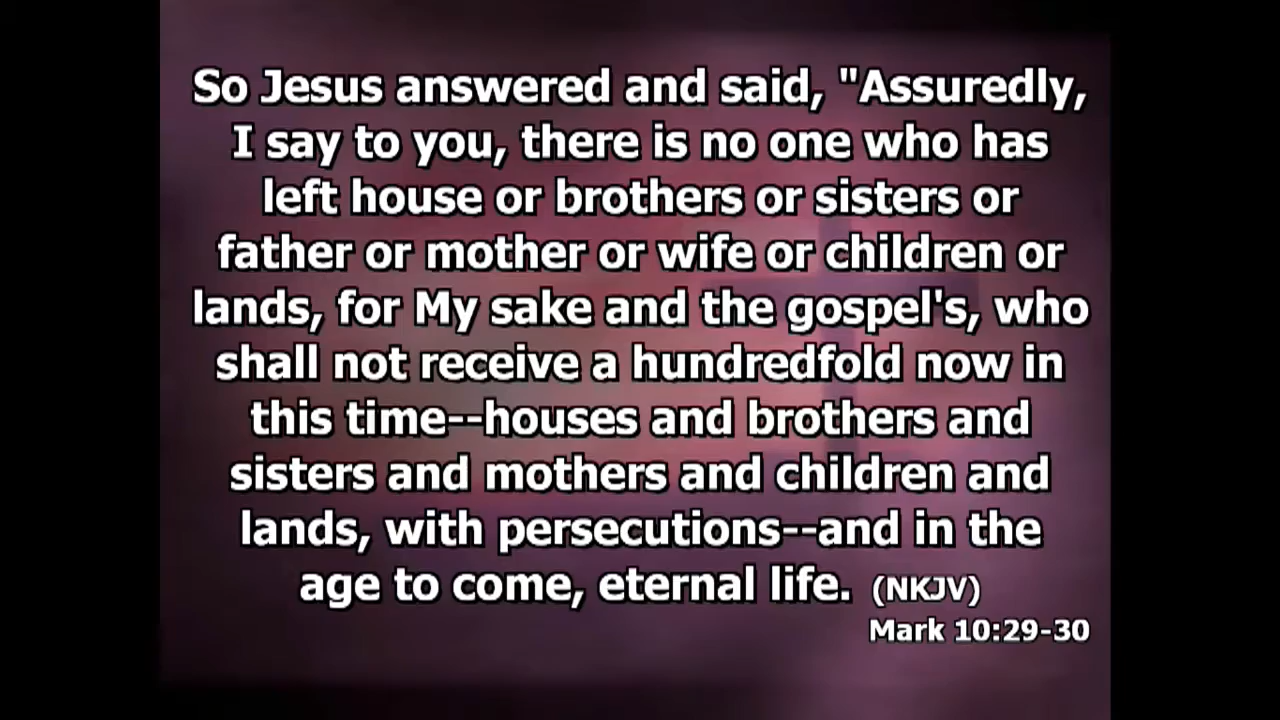 So Jesus answered and said, "Assuredly,
I say to you, there is no one who has
left house or brothers or sisters or
father or mother or wife or children or
lands, for My sake and the gospel's, who
shall not receive a hundredfold now in
this time--houses and brothers and
sisters and mothers and children and
lands, with persecutions--and in the
age to come, eternal life. (NKJV)
Mark 10:29-30